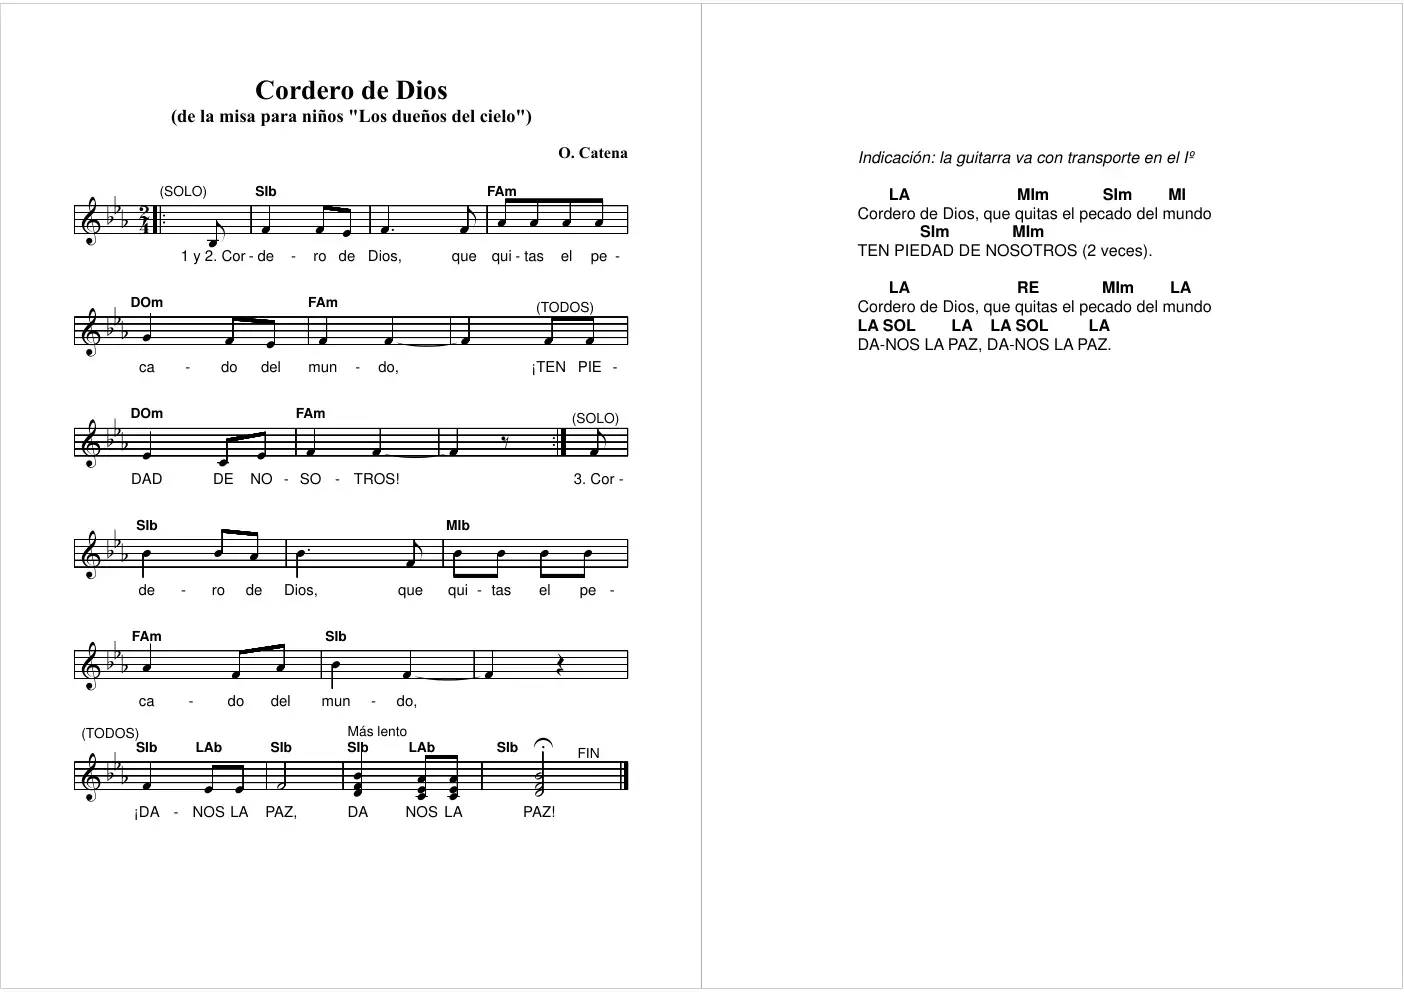 Cordero de Dios
(de la misa para niños "Los dueños del cielo")
O. Catena
(SOLO) SIb FAm
1 y 2. Cor - de - ro de Dios, que qui - tas el pe -
DOm FAm (TODOS)
ca - do del mun - do, ¡TEN PIE -
DOm FAm (SOLO)
DAD DE NO - SO - TROS! 3. Cor -
SIb MIb
de - ro de Dios, que qui - tas el pe -
FAm SIb
ca - do del mun - do,
(TODOS) Más lento
SIb LAb SIb SIb LAb SIb FIN
¡DA - NOS LA PAZ, DA NOS LA PAZ!
Indicación: la guitarra va con transporte en el Iº
LA MIm SIm MI
Cordero de Dios, que quitas el pecado del mundo
SIm MIm
TEN PIEDAD DE NOSOTROS (2 veces).
LA RE MIm LA
Cordero de Dios, que quitas el pecado del mundo
LA SOL LA LA SOL LA
DA-NOS LA PAZ, DA-NOS LA PAZ.